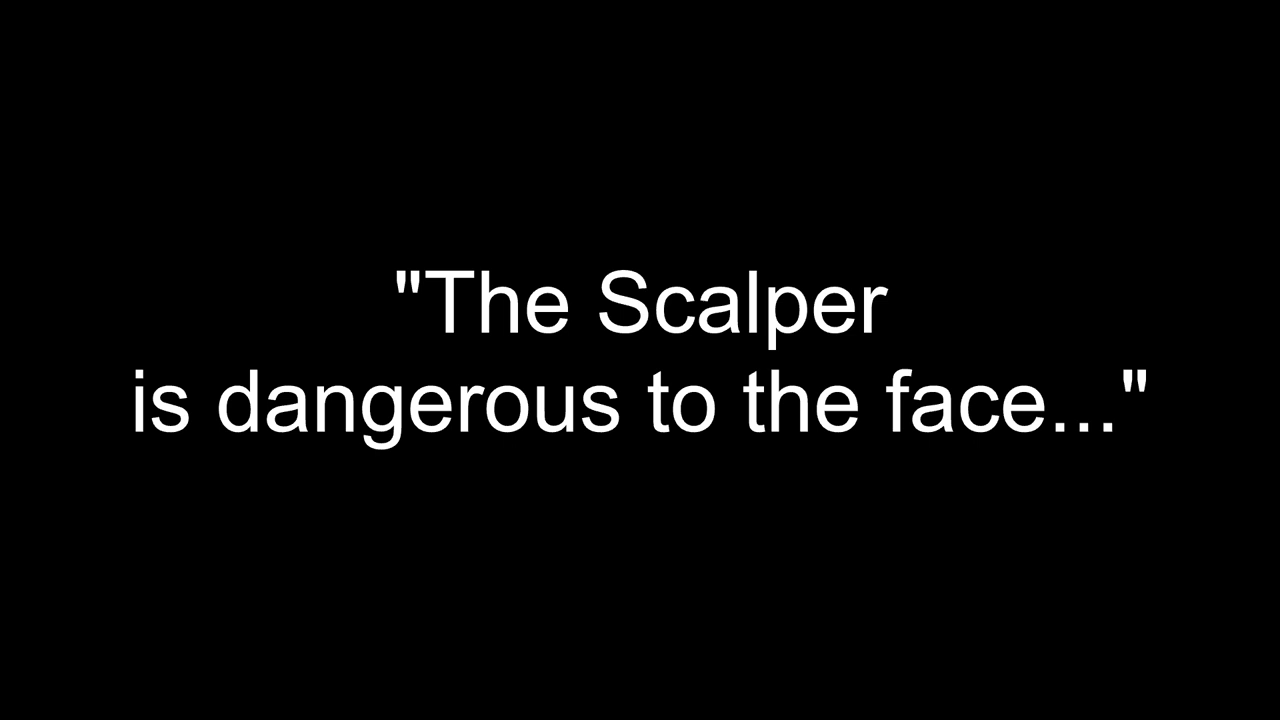 "The Scalper
is dangerous to the face..."